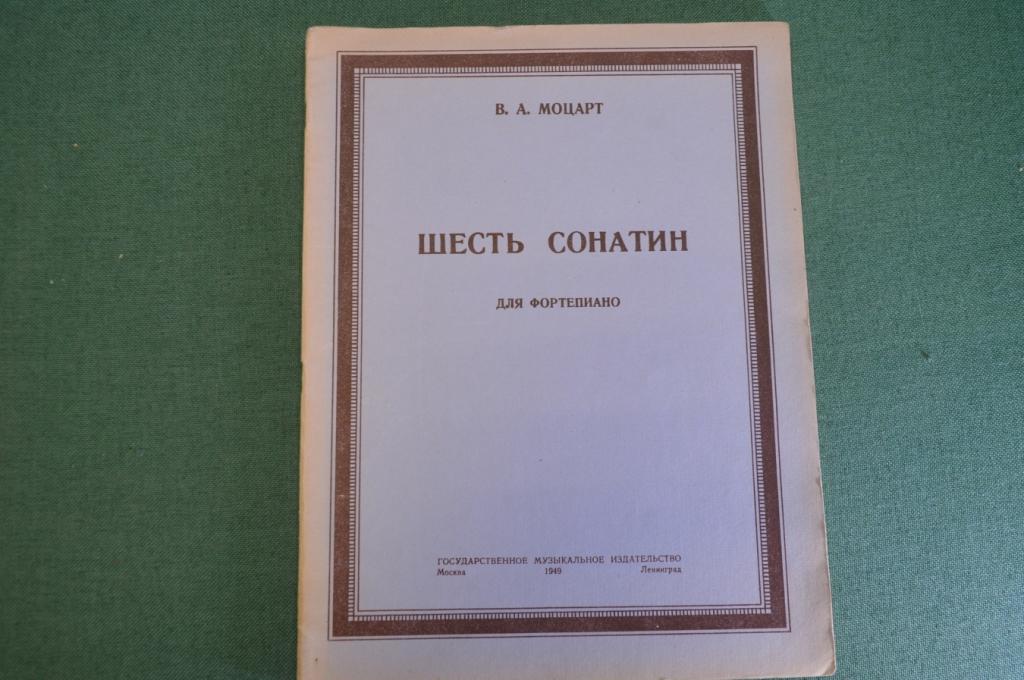 В. А. МОЦАРТ
ШЕСТЬ СОНАТИН
ДЛЯ ФОРТЕПИАНО
ГОСУДАРСТВЕННОЕ МУЗЫКАЛЬНОЕ ИЗДАТЕЛЬСТВО
Москва 1949 Ленинград